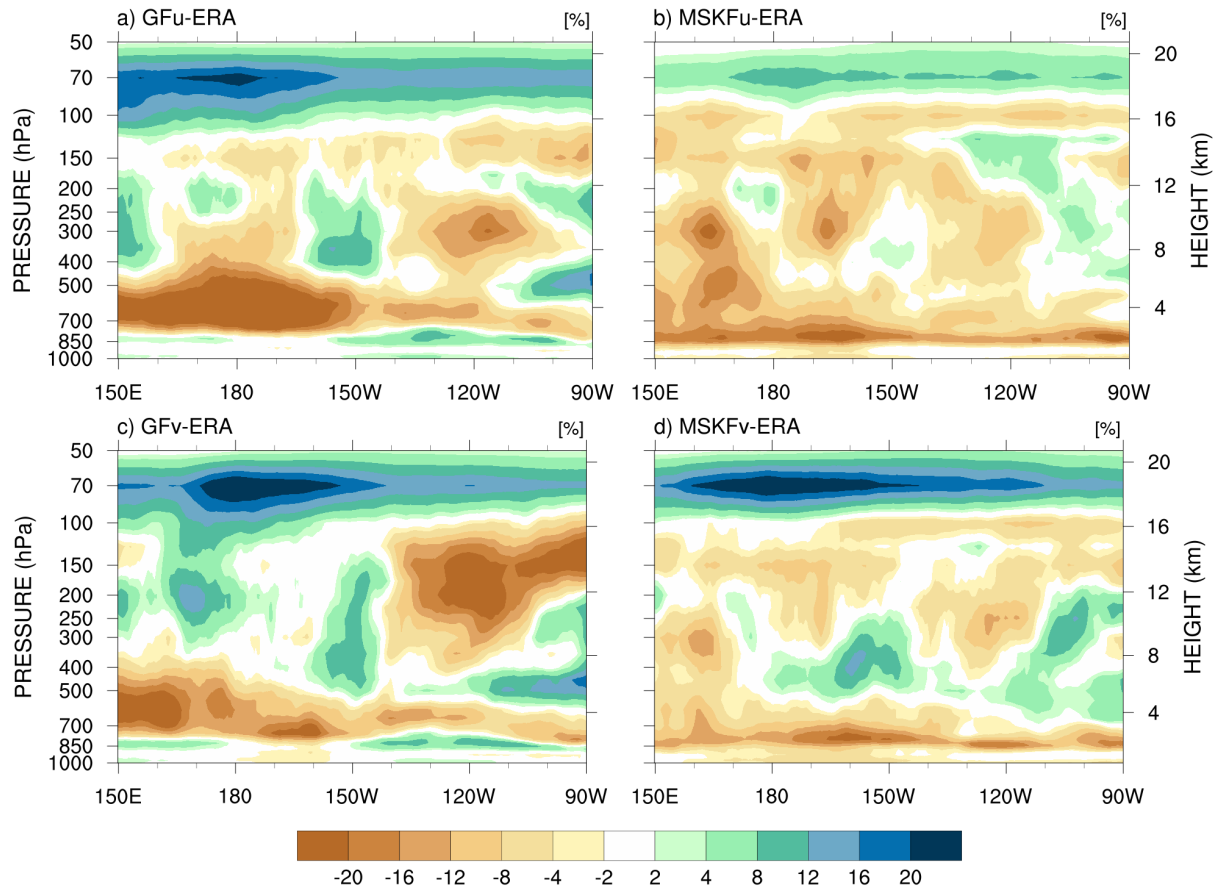 a) GFu-ERA [%]
b) MSKFu-ERA [%]
50
70
100
150
200
250
300
400
500
700
850
1000
PRESSURE (hPa)
20
16
12
8
4
HEIGHT (km)
150E 180 150W 120W 90W
150E 180 150W 120W 90W
c) GFv-ERA [%]
d) MSKFv-ERA [%]
50
70
100
150
200
300
400
500
700
850
1000
PRESSURE (hPa)
20
16
12
8
4
HEIGHT (km)
150E 180 150W 120W 90W
150E 180 150W 120W 90W
-20 -16 -12 -8 -4 -2 2 4 8 12 16 20